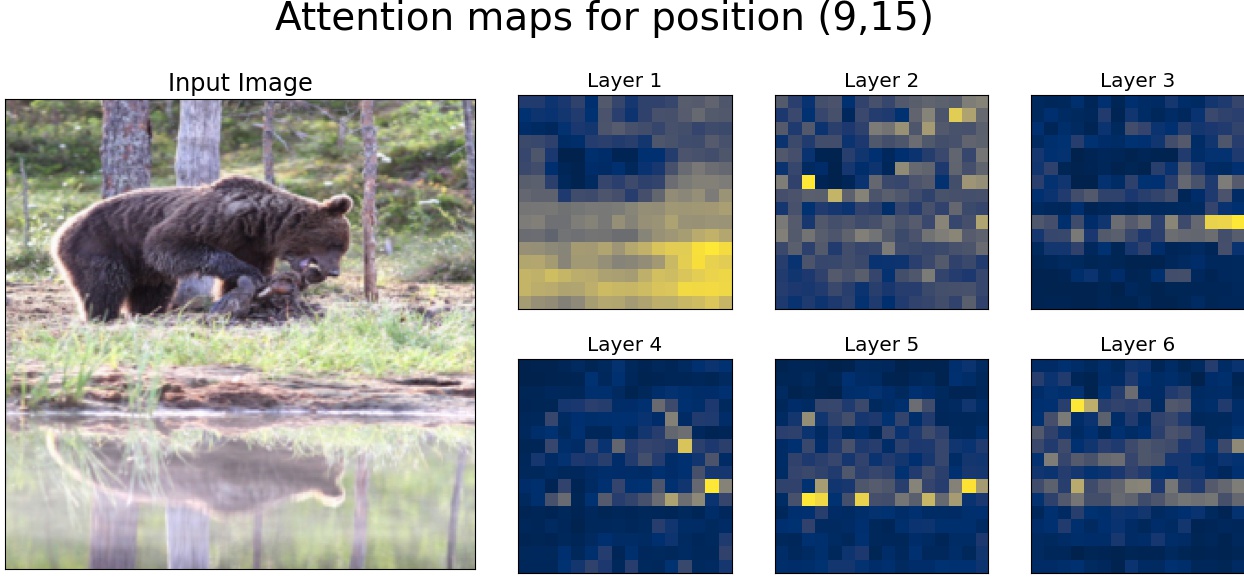 Attention maps for position (9,15)
Input Image
Layer 1
Layer 2
Layer 3
Layer 4
Layer 5
Layer 6